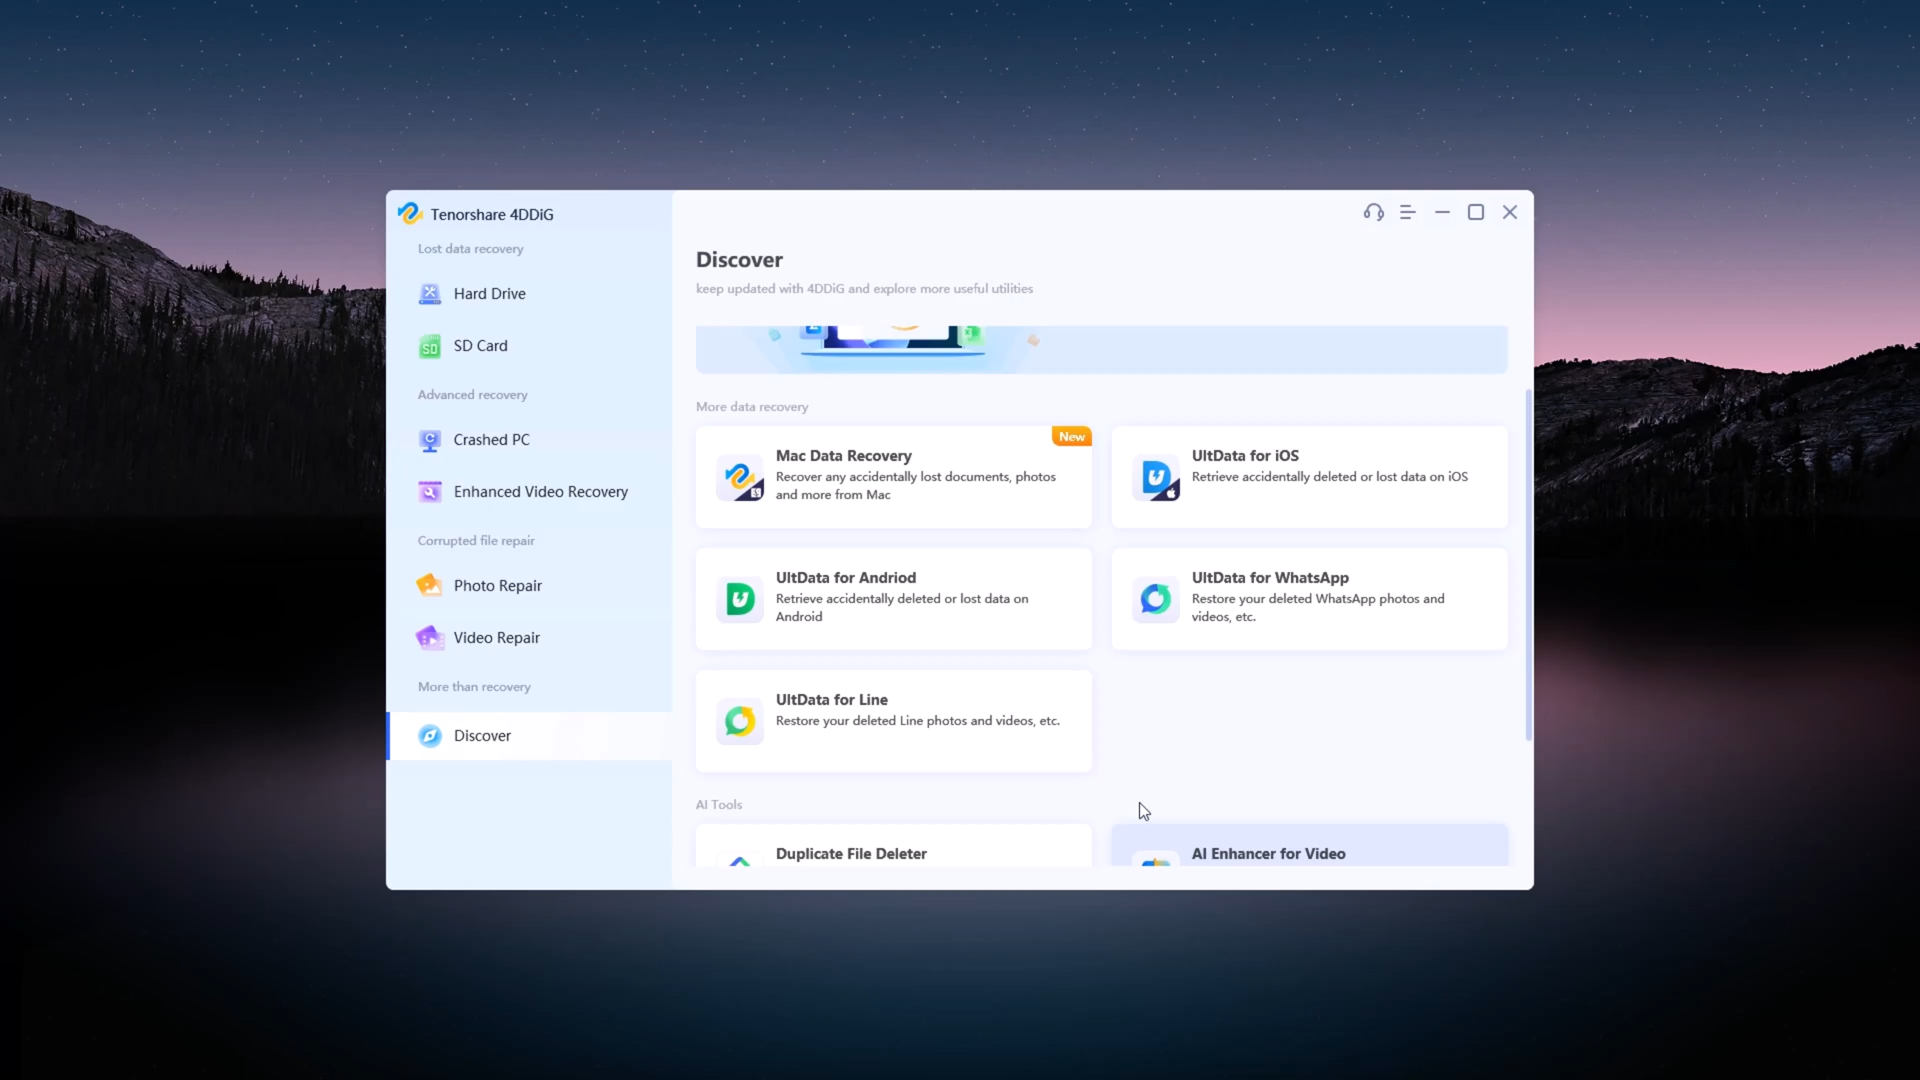 Tenorshare 4DDiG
Lost data recovery
Hard Drive
SD Card
Advanced recovery
Crashed PC
Enhanced Video Recovery
Corrupted file repair
Photo Repair
Video Repair
More than recovery
Discover
Discover
keep updated with 4DDiG and explore more useful utilities
More data recovery
New
Mac Data Recovery
Recover any accidentally lost documents, photos
and more from Mac
UltData for iOS
Retrieve accidentally deleted or lost data on iOS
UltData for Andriod
Retrieve accidentally deleted or lost data on
Android
UltData for WhatsApp
Restore your deleted WhatsApp photos and
videos, etc.
UltData for Line
Restore your deleted Line photos and videos, etc.
AI Tools
Duplicate File Deleter
AI Enhancer for Video